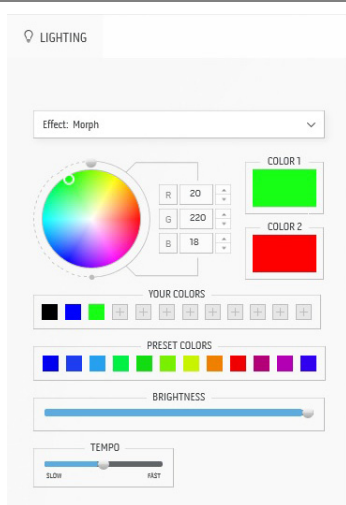 LIGHTING
Effect: Morph
COLOR 1
R 20
G 220
B 18
COLOR 2
YOUR COLORS
PRESET COLORS
BRIGHTNESS
TEMPO
SLOW FAST